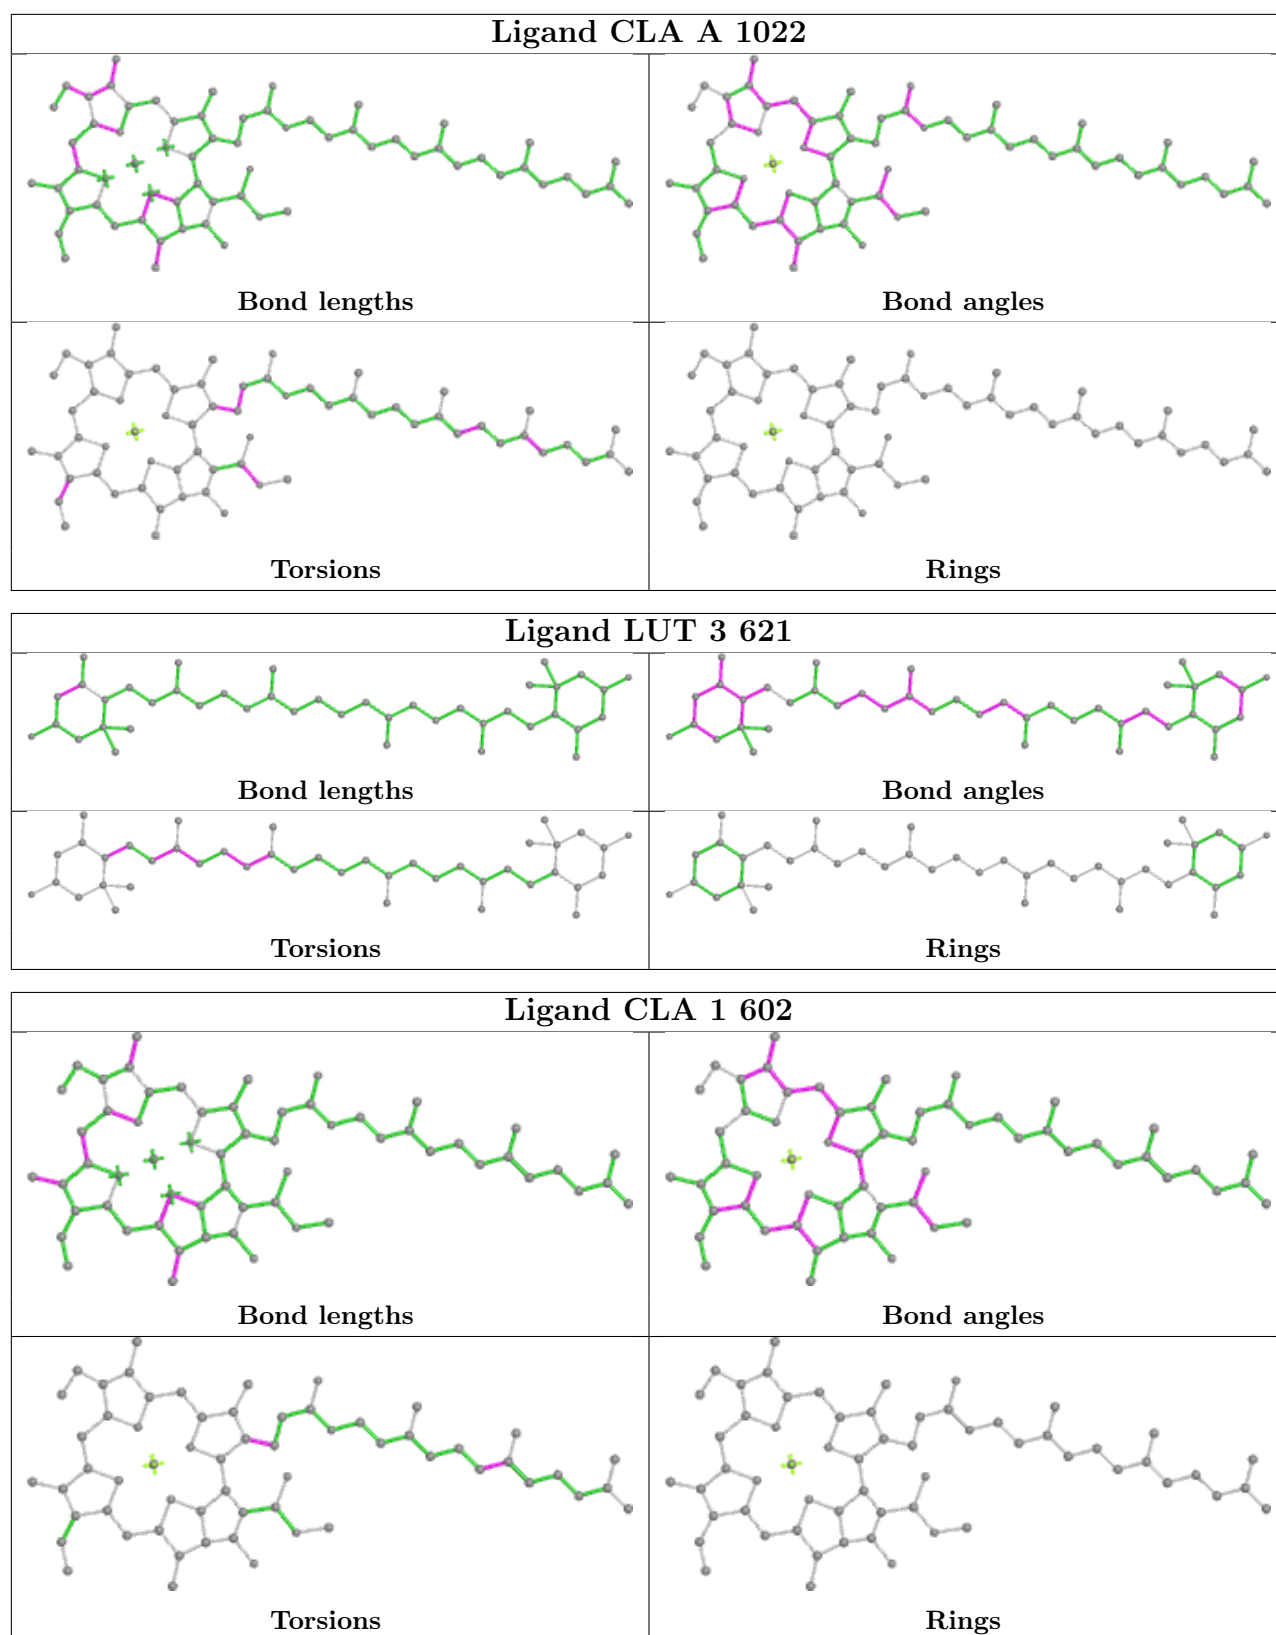 Ligand CLA A 1022
Bond lengths
Bond angles
Torsions
Rings
Ligand LUT 3 621
Bond lengths
Bond angles
Torsions
Rings
Ligand CLA 1 602
Bond lengths
Bond angles
Torsions
Rings